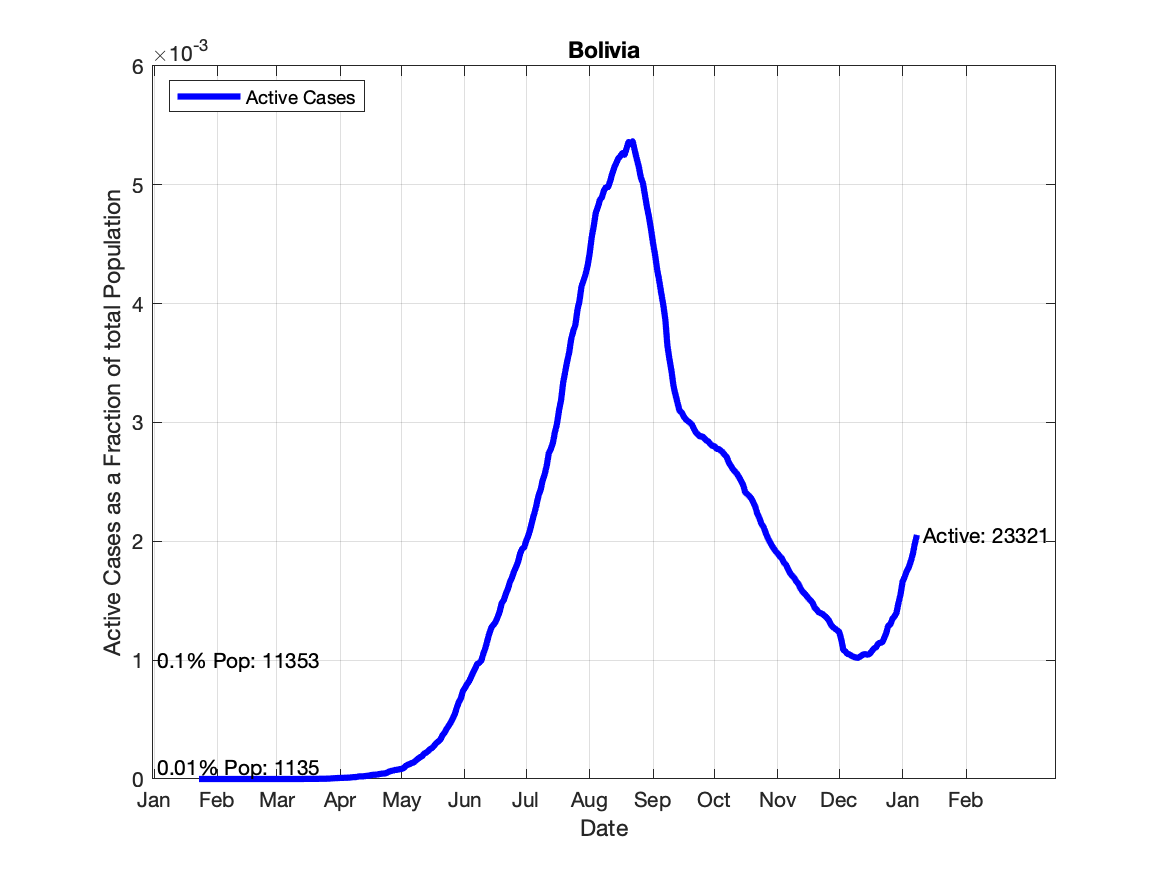 Bolivia
×10-3
Active Cases
6
5
4
3
2
1
0
Active Cases as a Fraction of total Population
Active: 23321
0.1% Pop: 11353
0.01% Pop: 1135
Jan Feb Mar Apr May Jun Jul Aug Sep Oct Nov Dec Jan Feb
Date